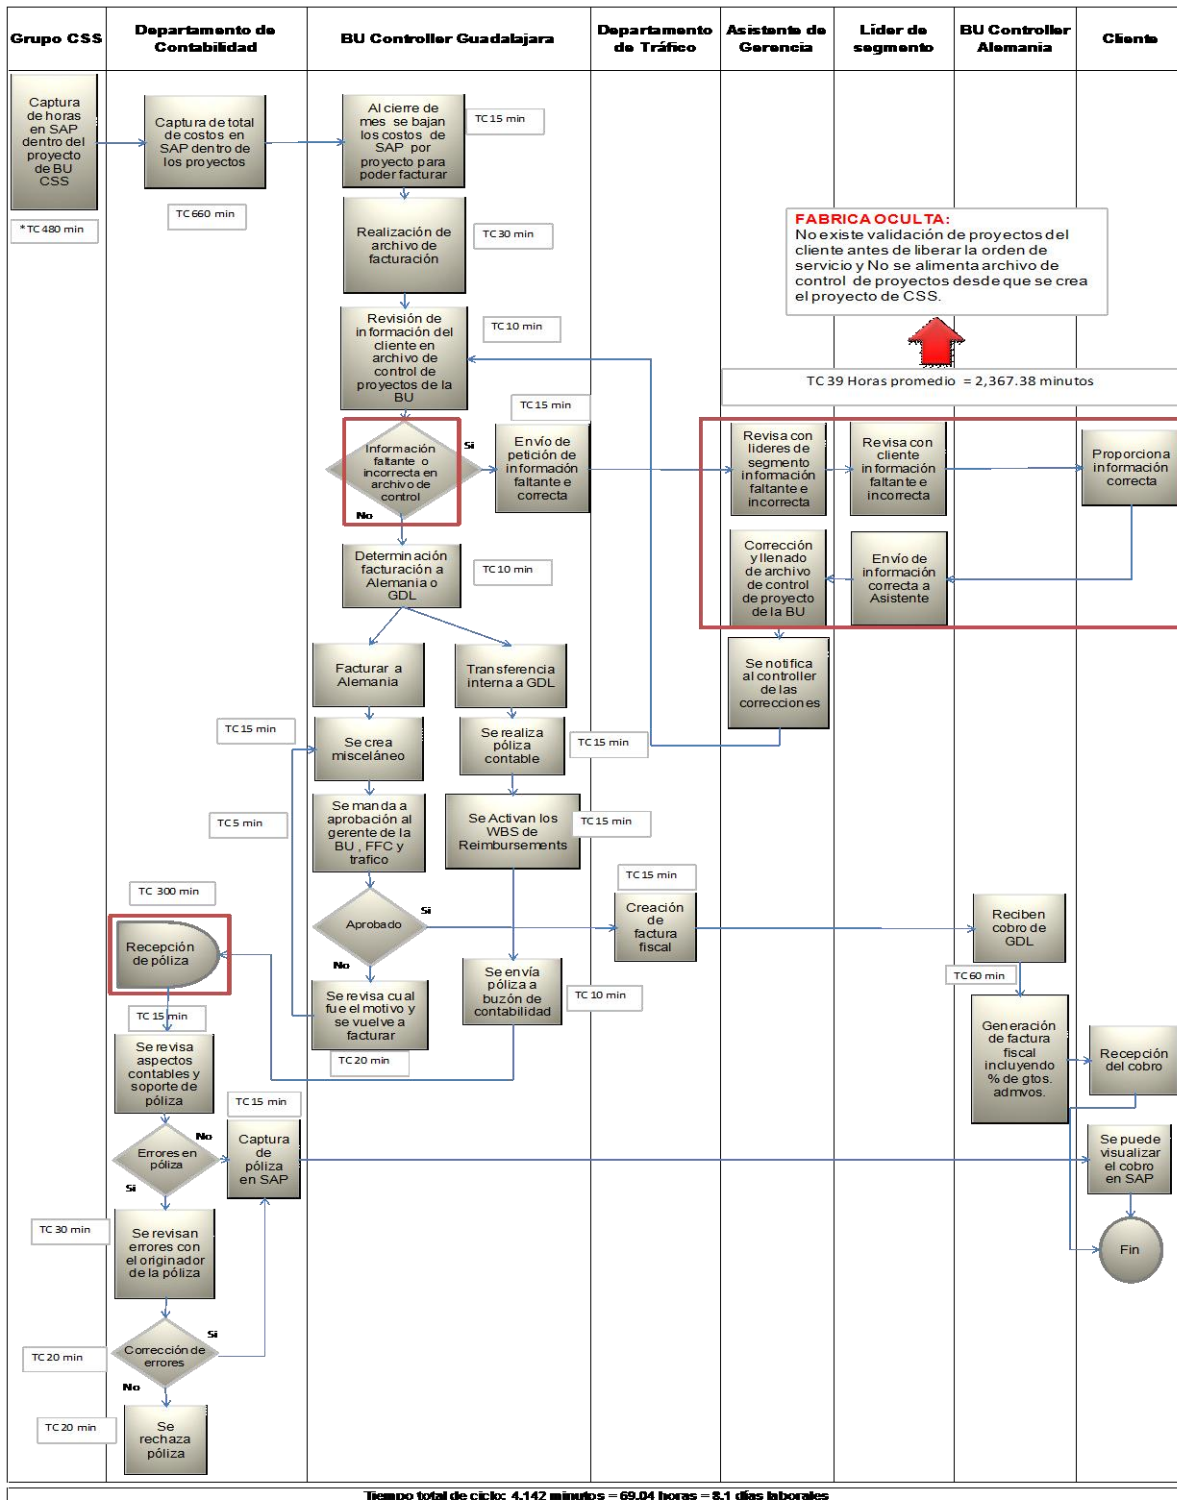 Grupo CSS
Departamento de
Contabilidad
BU Controller Guadalajara
Departamento
de Tráfico
Asistente de
Gerencia
Líder de
segmento
BU Controller
Alemania
Cliente
Captura
de horas
en SAP
dentro del
proyecto
de BU
CSS
*TC 480 min
Captura de total
de costos en
SAP dentro de
los proyectos
TC 660 min
Al cierre de
mes se bajan
los costos de
SAP por
proyecto para
poder facturar
TC 15 min
Realización de
archivo de
facturación
TC 30 min
FABRICA OCULTA:
No existe validación de proyectos del
cliente antes de liberar la orden de
servicio y No se alimenta archivo de
control de proyectos desde que se crea
el proyecto de CSS.
Revisión de
información del
cliente en
archivo de
control de
proyectos de la
BU
TC 10 min
TC 39 Horas promedio = 2,367.38 minutos
TC 15 min
Información
faltante o
incorrecta en
archivo de
control
Si
No
Envío de
petición de
información
faltante e
correcta
Revisa con
lideres de
segmento
información
faltante e
incorrecta
Revisa con
cliente
información
faltante e
incorrecta
Proporciona
información
correcta
Determinación
facturación a
Alemania o
GDL
TC 10 min
Corrección
y llenado
de archivo
de control
de proyecto
de la BU
Envío de
información
correcta a
Asistente
Facturar a
Alemania
Transferencia
interna a GDL
Se notifica
al controller
de las
correcciones
TC 15 min
Se crea
misceláneo
Se realiza
póliza
contable
TC 15 min
TC 5 min
Se manda a
aprobación al
gerente de la
BU , FFC y
trafico
Se Activan los
WBS de
Reimbursements
TC 15 min
TC 300 min
Recepción
de póliza
Aprobado
Si
No
TC 15 min
Creación
de
factura
fiscal
Reciben
cobro de
GDL
TC 60 min
Se revisa cual
fue el motivo y
se vuelve a
facturar
TC 20 min
Se envía
póliza a
buzón de
contabilidad
TC 10 min
TC 15 min
Generación
de factura
fiscal
incluyendo
% de gtos.
admvos.
Recepción
del cobro
Se revisa
aspectos
contables y
soporte de
póliza
TC 15 min
Errores en
póliza
No
Si
Captura
de
póliza
en SAP
Se puede
visualizar
el cobro
en SAP
TC 30 min
Se revisan
errores con
el originador
de la póliza
Fin
TC 20 min
Corrección de
errores
Si
No
TC 20 min
Se
rechaza
póliza
Tiempo total de ciclo: 4,142 minutos = 69.04 horas = 8.1 días laborales